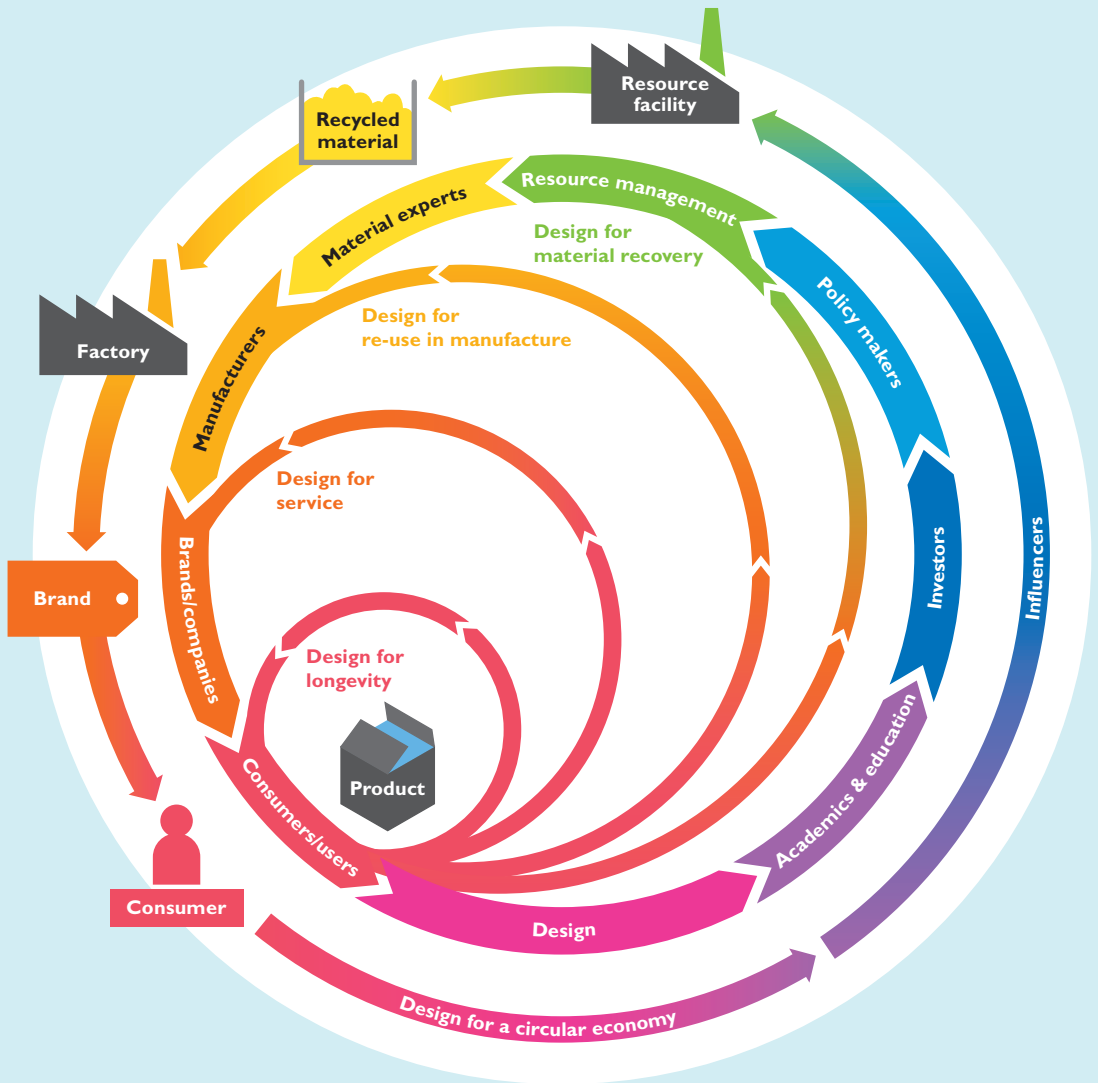 Resource
facility
Recycled
material
Resource management
Material experts
Design for
material recovery
Policy makers
Design for
re-use in manufacture
Factory
Manufacturers
Design for
service
Brands/companies
Investors
Influencers
Brand
Design for
longevity
Product
Consumers/users
Academics & education
Consumer
Design
Design for a circular economy